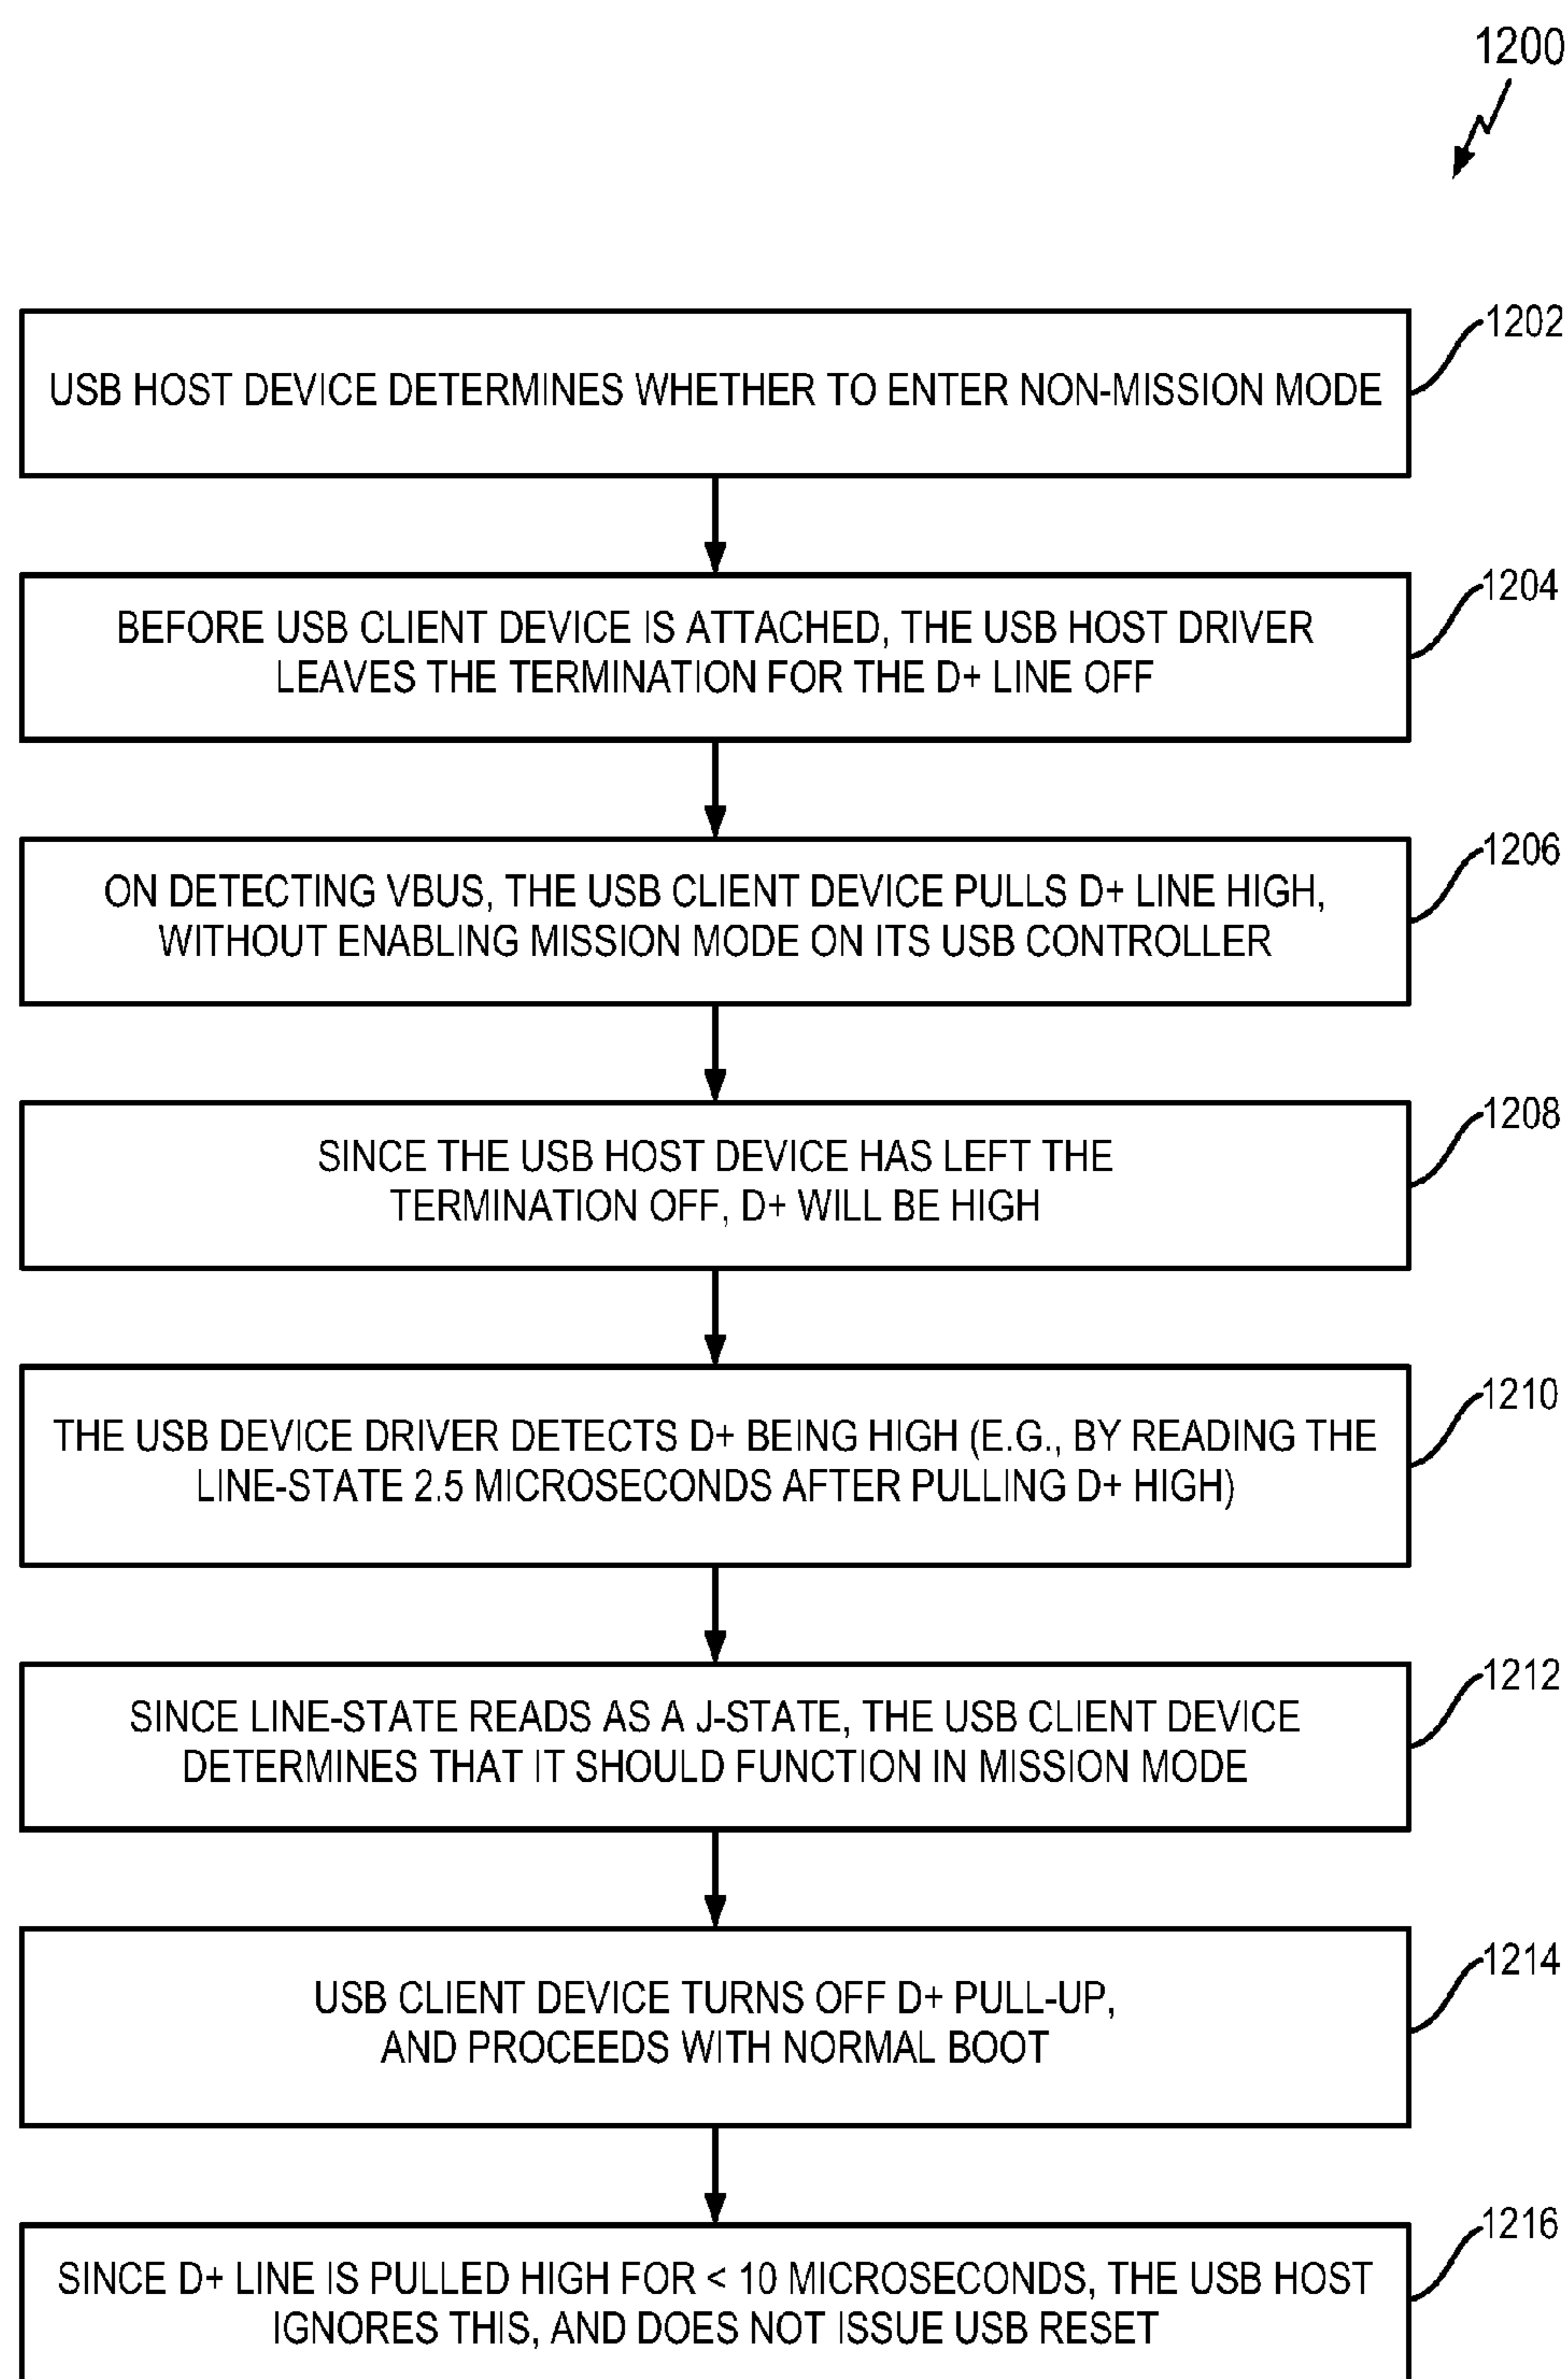 1200
USB HOST DEVICE DETERMINES WHETHER TO ENTER NON-MISSION MODE
1202
BEFORE USB CLIENT DEVICE IS ATTACHED, THE USB HOST DRIVER
LEAVES THE TERMINATION FOR THE D+ LINE OFF
1204
ON DETECTING VBUS, THE USB CLIENT DEVICE PULLS D+ LINE HIGH,
WITHOUT ENABLING MISSION MODE ON ITS USB CONTROLLER
1206
SINCE THE USB HOST DEVICE HAS LEFT THE
TERMINATION OFF, D+ WILL BE HIGH
1208
THE USB DEVICE DRIVER DETECTS D+ BEING HIGH (E.G., BY READING THE
LINE-STATE 2.5 MICROSECONDS AFTER PULLING D+ HIGH)
1210
SINCE LINE-STATE READS AS A J-STATE, THE USB CLIENT DEVICE
DETERMINES THAT IT SHOULD FUNCTION IN MISSION MODE
1212
USB CLIENT DEVICE TURNS OFF D+ PULL-UP,
AND PROCEEDS WITH NORMAL BOOT
1214
SINCE D+ LINE IS PULLED HIGH FOR < 10 MICROSECONDS, THE USB HOST
IGNORES THIS, AND DOES NOT ISSUE USB RESET
1216